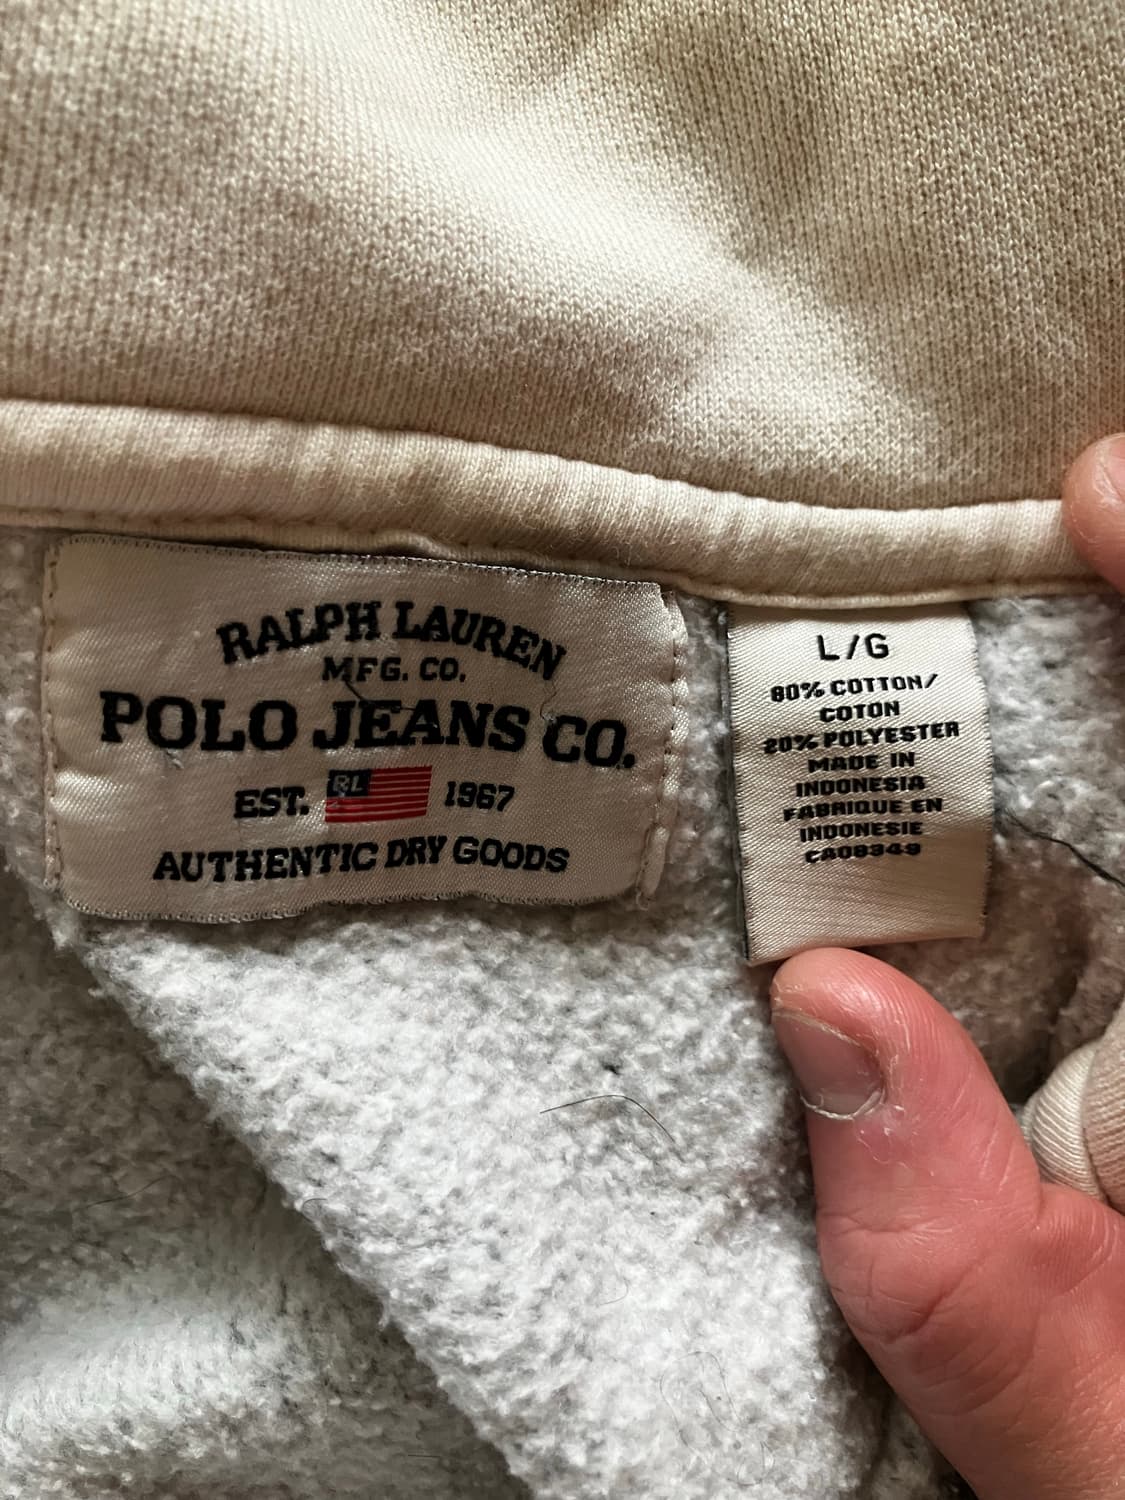 RALPH LAUREN
MFG. CO.
POLO JEANS CO.
EST. RL 1967
AUTHENTIC DRY GOODS
L/G
80% COTTON/
COTON
20% POLYESTER
MADE IN
INDONESIA
FABRIQUE EN
INDONESIE
CA08349